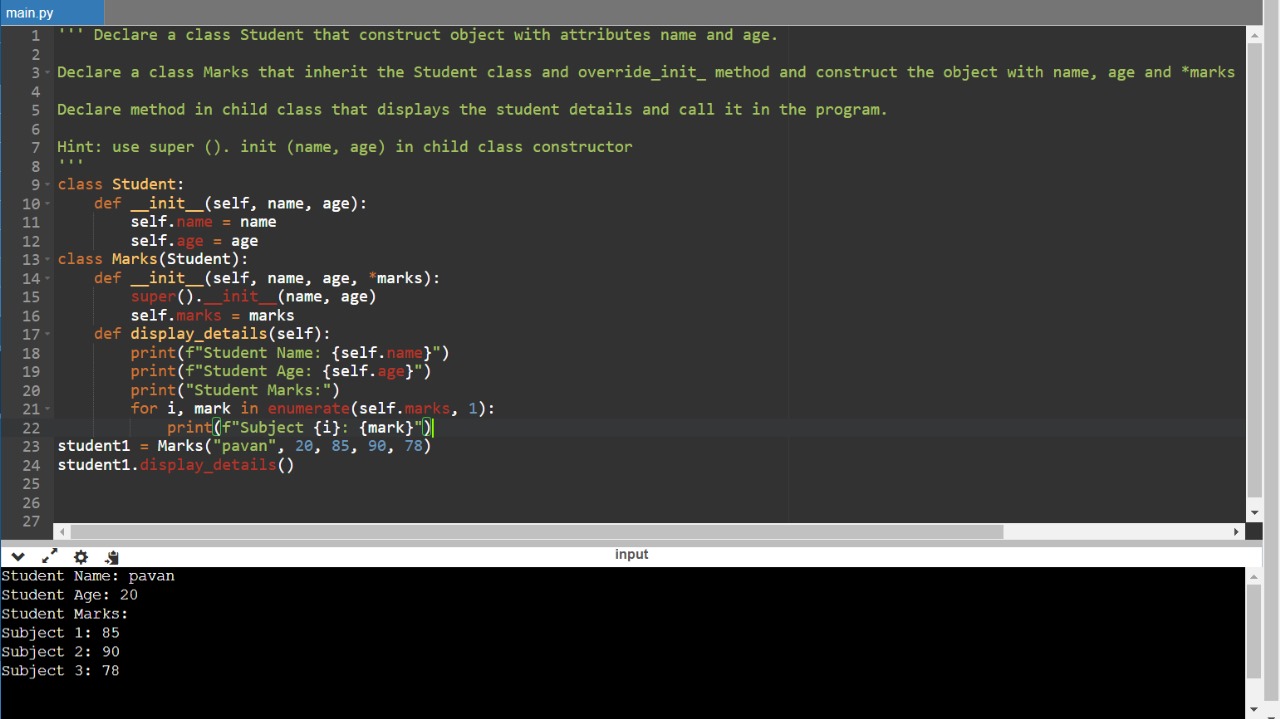 main.py
1 ''' Declare a class Student that construct object with attributes name and age.
2
3 Declare a class Marks that inherit the Student class and override_init_ method and construct the object with name, age and *marks
4
5 Declare method in child class that displays the student details and call it in the program.
6
7 Hint: use super (). init (name, age) in child class constructor
8 '''
9 class Student:
10     def __init__(self, name, age):
11         self.name = name
12         self.age = age
13 class Marks(Student):
14     def __init__(self, name, age, *marks):
15         super().__init__(name, age)
16         self.marks = marks
17     def display_details(self):
18         print(f"Student Name: {self.name}")
19         print(f"Student Age: {self.age}")
20         print("Student Marks:")
21         for i, mark in enumerate(self.marks, 1):
22             print(f"Subject {i}: {mark}")
23 student1 = Marks("pavan", 20, 85, 90, 78)
24 student1.display_details()
25
26
27
input
Student Name: pavan
Student Age: 20
Student Marks:
Subject 1: 85
Subject 2: 90
Subject 3: 78